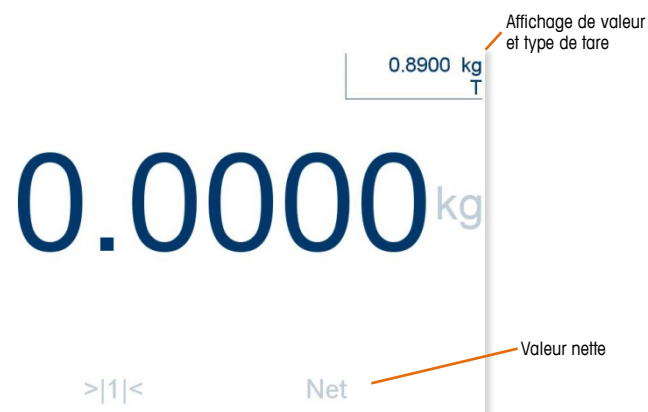 Affichage de valeur
et type de tare
0.8900 kg
T
0.0000 kg
Valeur nette
>|1|< Net